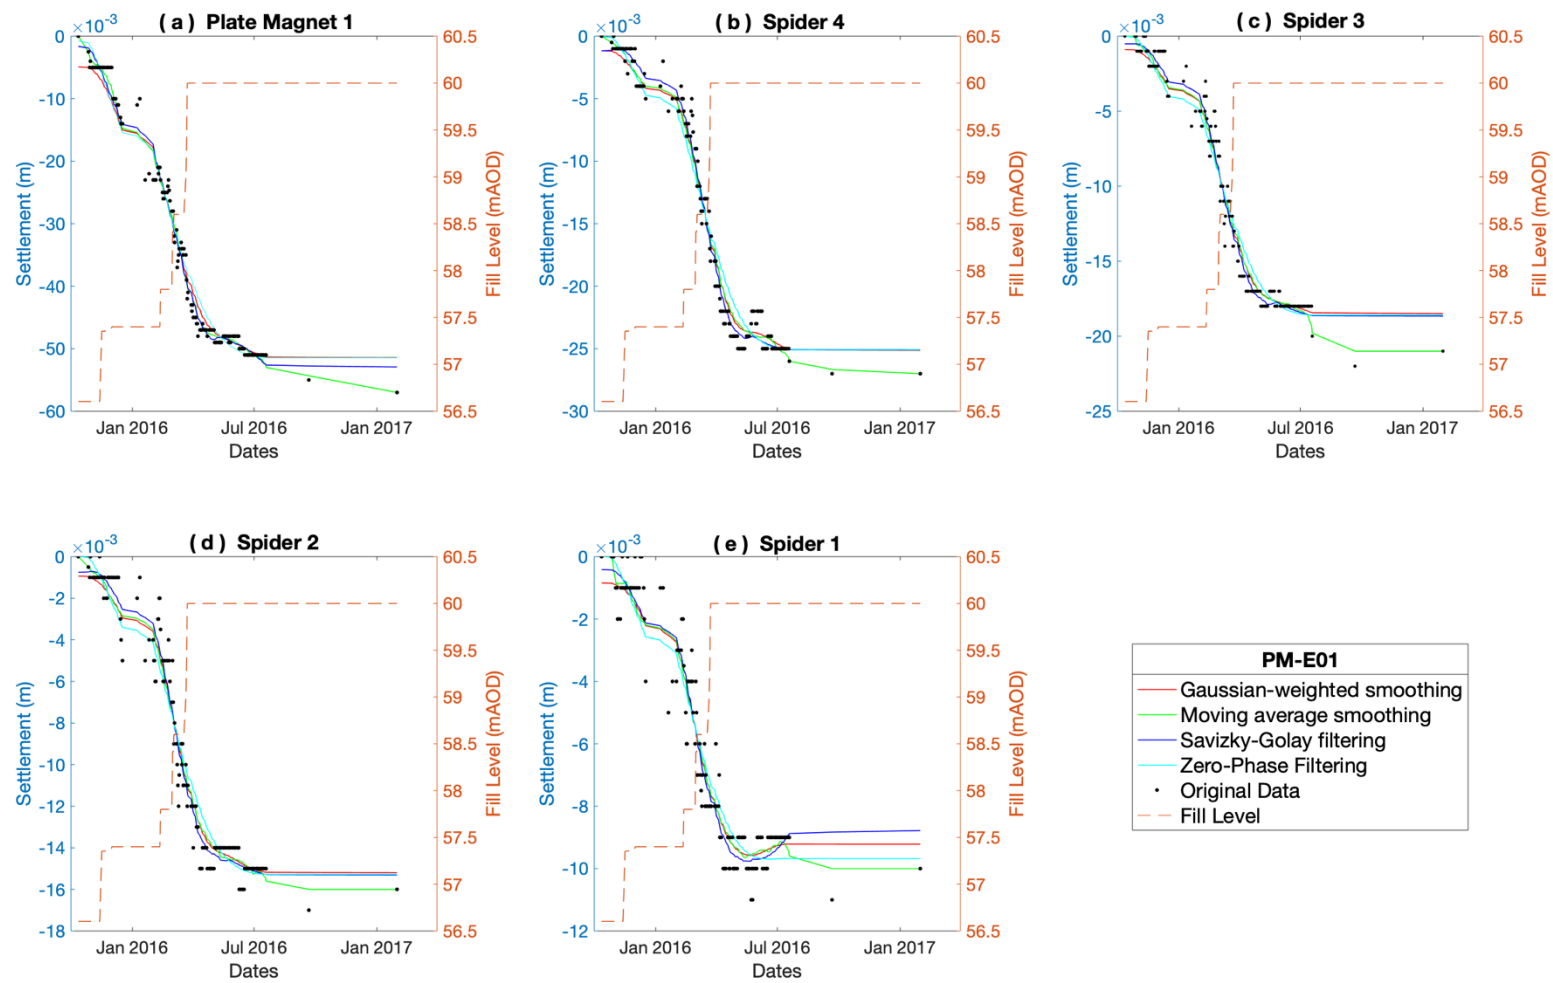 ( a ) Plate Magnet 1
×10⁻³
0
-10
-20
-30
-40
-50
-60
Settlement (m)
60.5
60
59.5
59
58.5
58
57.5
57
56.5
Fill Level (mAOD)
Jan 2016 Jul 2016 Jan 2017
Dates
( b ) Spider 4
×10⁻³
0
-5
-10
-15
-20
-25
-30
Settlement (m)
60.5
60
59.5
59
58.5
58
57.5
57
56.5
Fill Level (mAOD)
Jan 2016 Jul 2016 Jan 2017
Dates
( c ) Spider 3
×10⁻³
0
-5
-10
-15
-20
-25
Settlement (m)
60.5
60
59.5
59
58.5
58
57.5
57
56.5
Fill Level (mAOD)
Jan 2016 Jul 2016 Jan 2017
Dates
( d ) Spider 2
×10⁻³
0
-2
-4
-6
-8
-10
-12
-14
-16
-18
Settlement (m)
60.5
60
59.5
59
58.5
58
57.5
57
56.5
Fill Level (mAOD)
Jan 2016 Jul 2016 Jan 2017
Dates
( e ) Spider 1
×10⁻³
0
-2
-4
-6
-8
-10
-12
Settlement (m)
60.5
60
59.5
59
58.5
58
57.5
57
56.5
Fill Level (mAOD)
Jan 2016 Jul 2016 Jan 2017
Dates
PM-E01
Gaussian-weighted smoothing
Moving average smoothing
Savizky-Golay filtering
Zero-Phase Filtering
Original Data
Fill Level